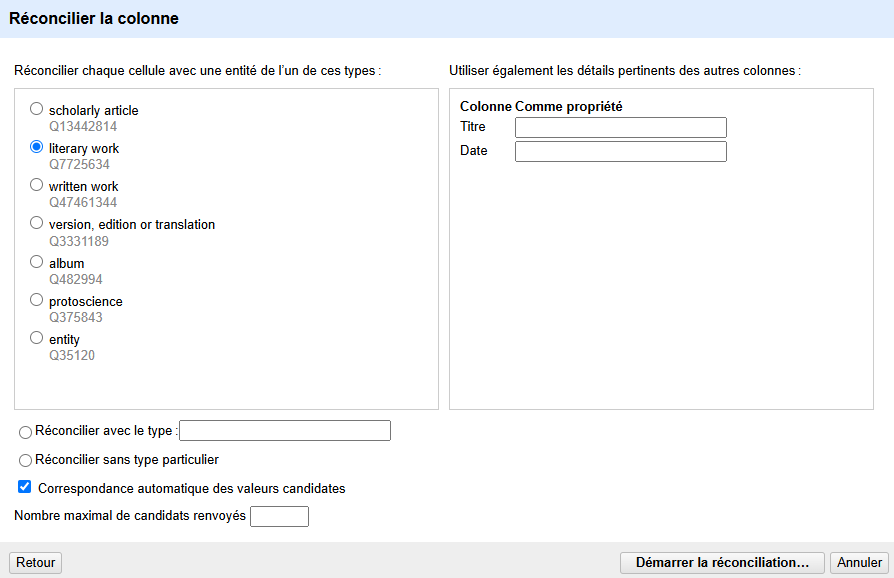 Réconcilier la colonne
Réconcilier chaque cellule avec une entité de l’un de ces types :
scholarly article
Q13442814
literary work
Q7725634
written work
Q47461344
version, edition or translation
Q3331189
album
Q482994
protoscience
Q375843
entity
Q35120
Utiliser également les détails pertinents des autres colonnes :
Colonne Comme propriété
Titre
Date
Réconcilier avec le type :
Réconcilier sans type particulier
Correspondance automatique des valeurs candidates
Nombre maximal de candidats renvoyés
Retour
Démarrer la réconciliation...
Annuler